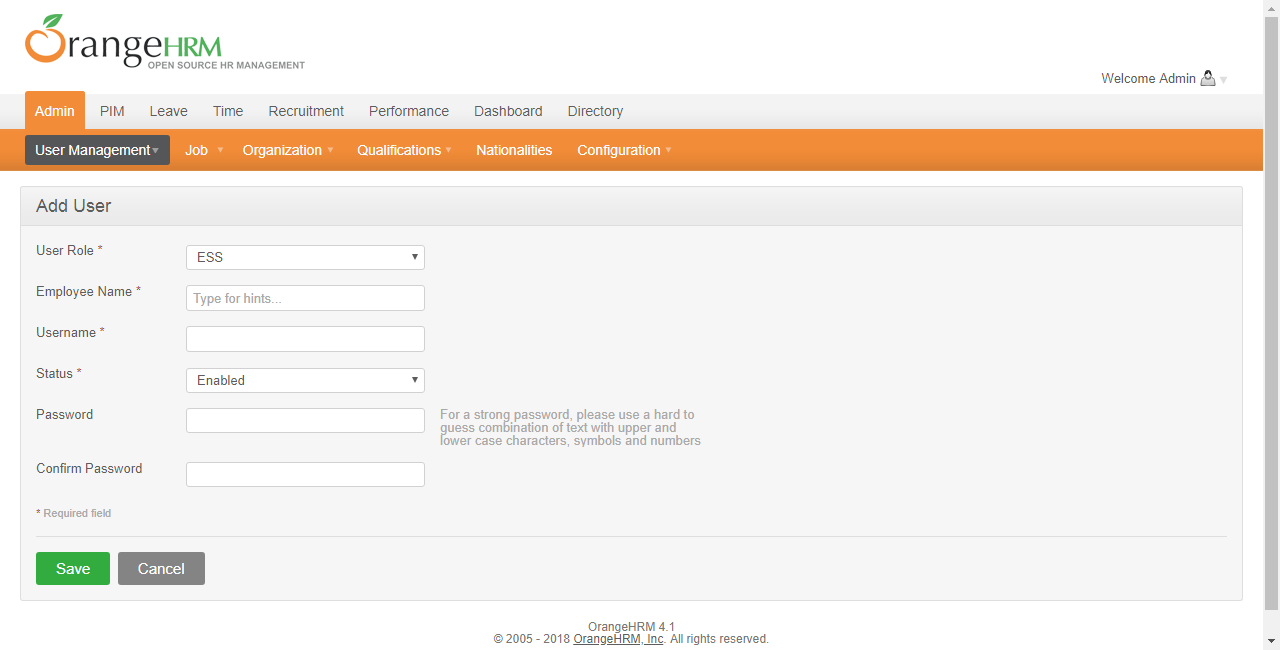 OrangeHRM
OPEN SOURCE HR MANAGEMENT
Welcome Admin
Admin PIM Leave Time Recruitment Performance Dashboard Directory
User Management Job Organization Qualifications Nationalities Configuration
Add User
User Role *
ESS
Employee Name *
Type for hints...
Username *
Status *
Enabled
Password
For a strong password, please use a hard to
guess combination of text with upper and
lower case characters, symbols and numbers
Confirm Password
* Required field
Save Cancel
OrangeHRM 4.1
© 2005 - 2018 OrangeHRM, Inc. All rights reserved.